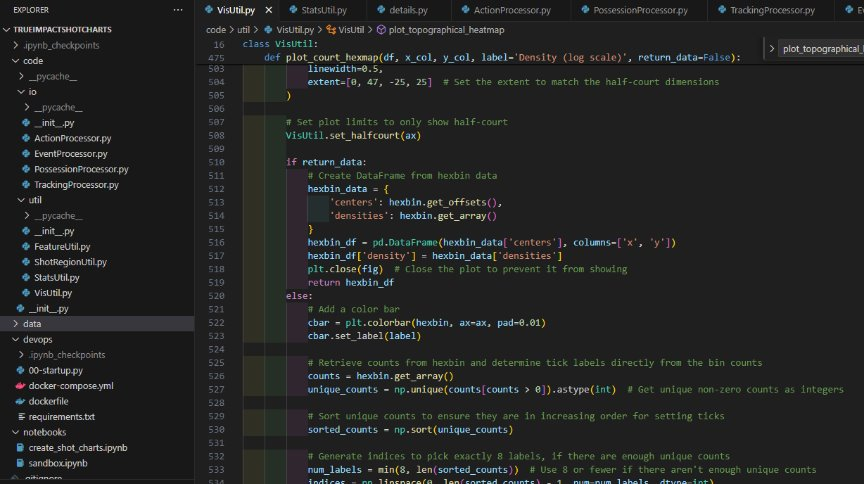 EXPLORER
TRUEIMPACTSHOTCHARTS
.ipynb_checkpoints
code
__pycache__
io
__pycache__
__init__.py
ActionProcessor.py
EventProcessor.py
PossessionProcessor.py
TrackingProcessor.py
util
__pycache__
__init__.py
FeatureUtil.py
ShotRegionUtil.py
StatsUtil.py
VisUtil.py
__init__.py
data
devops
.ipynb_checkpoints
00-startup.py
docker-compose.yml
dockerfile
requirements.txt
notebooks
create_shot_charts.ipynb
sandbox.ipynb
.gitignore
VisUtil.py StatsUtil.py details.py ActionProcessor.py PossessionProcessor.py TrackingProcessor.py Ev
code > util > VisUtil.py > VisUtil > plot_topographical_heatmap
16 class VisUtil:
475 def plot_court_hexmap(df, x_col, y_col, label='Density (log scale)', return_data=False):
plot_topographical_
503 linewidth=0.5,
504 extent=[0, 47, -25, 25] # Set the extent to match the half-court dimensions
505 )
506
507 # Set plot limits to only show half-court
508 VisUtil.set_halfcourt(ax)
509
510 if return_data:
511 # Create DataFrame from hexbin data
512 hexbin_data = {
513 'centers': hexbin.get_offsets(),
514 'densities': hexbin.get_array()
515 }
516 hexbin_df = pd.DataFrame(hexbin_data['centers'], columns=['x', 'y'])
517 hexbin_df['density'] = hexbin_data['densities']
518 plt.close(fig) # Close the plot to prevent it from showing
519 return hexbin_df
520 else:
521 # Add a color bar
522 cbar = plt.colorbar(hexbin, ax=ax, pad=0.01)
523 cbar.set_label(label)
524
525 # Retrieve counts from hexbin and determine tick labels directly from the bin counts
526 counts = hexbin.get_array()
527 unique_counts = np.unique(counts[counts > 0]).astype(int) # Get unique non-zero counts as integers
528
529 # Sort unique counts to ensure they are in increasing order for setting ticks
530 sorted_counts = np.sort(unique_counts)
531
532 # Generate indices to pick exactly 8 labels, if there are enough unique counts
533 num_labels = min(8, len(sorted_counts)) # Use 8 or fewer if there aren't enough unique counts
534 indices = np.linspace(0, len(sorted_counts) - 1, num=num_labels, dtype=int)